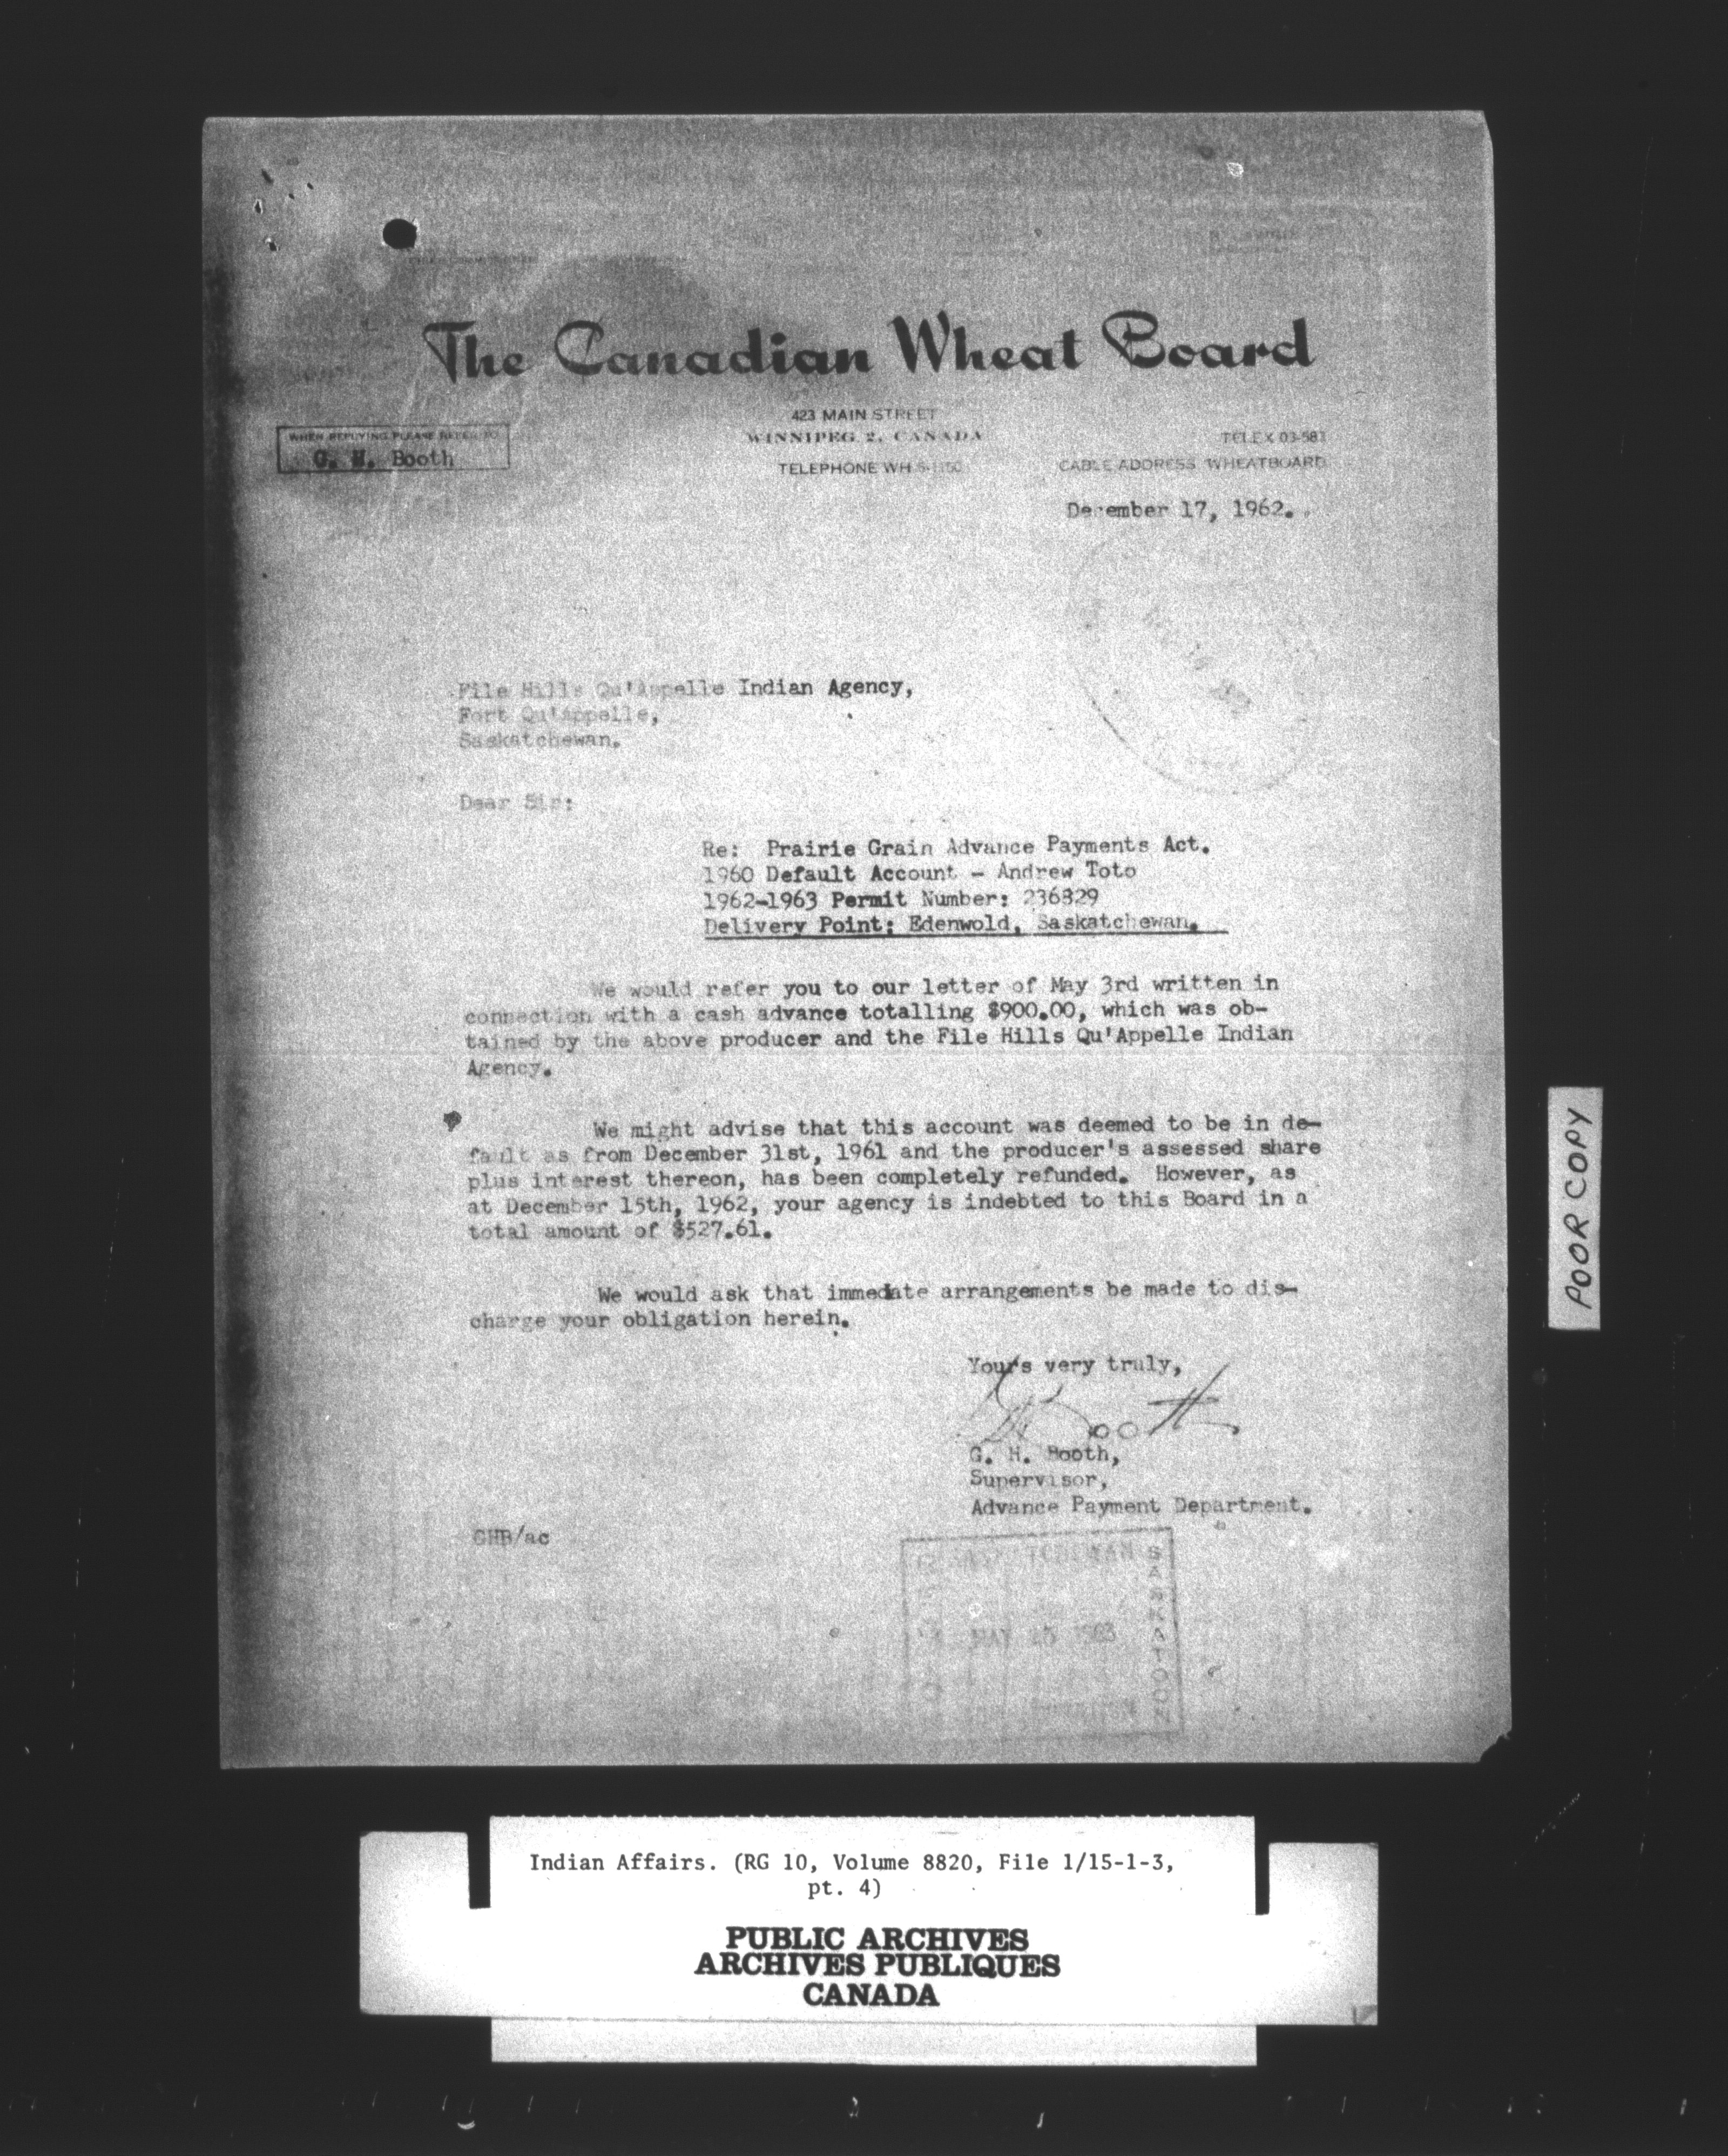 The Canadian Wheat Board
423 MAIN STREET
WINNIPEG 2, CANADA
TELEPHONE WH
TELEX 03-581
CABLE ADDRESS WHEATBOARD
WHEN REPLYING PLEASE REFER TO
G. H. Booth
December 17, 1962.
File Hills Qu'Appelle Indian Agency,
Fort Qu'Appelle,
Saskatchewan.
Dear Sir:
Re: Prairie Grain Advance Payments Act.
1960 Default Account - Andrew Toto
1962-1963 Permit Number: 236829
Delivery Point: Edenwold, Saskatchewan.
We would refer you to our letter of May 3rd written in
connection with a cash advance totalling $900.00, which was ob-
tained by the above producer and the File Hills Qu'Appelle Indian
Agency.
We might advise that this account was deemed to be in de-
fault as from December 31st, 1961 and the producer's assessed share
plus interest thereon, has been completely refunded. However, as
at December 15th, 1962, your agency is indebted to this Board in a
total amount of $527.61.
We would ask that immediate arrangements be made to dis-
charge your obligation herein.
Yours very truly,
GH Booth
G. H. Booth,
Supervisor,
Advance Payment Department.
GHB/ac
SASKATOON
MAY 1963
POOR COPY
Indian Affairs. (RG 10, Volume 8820, File 1/15-1-3,
pt. 4)
PUBLIC ARCHIVES
ARCHIVES PUBLIQUES
CANADA